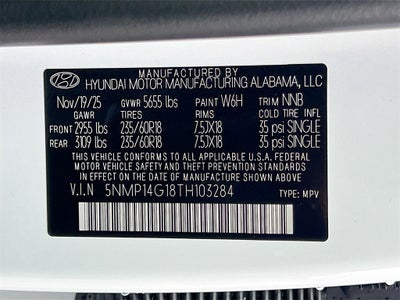 MANUFACTURED BY
HYUNDAI MOTOR MANUFACTURING ALABAMA, LLC
Nov/19/25 GVWR 5655 lbs PAINT W6H TRIM NNB
GAWR TIRES RIMS COLD TIRE INFL
FRONT 2955 lbs 235/60R18 7.5JX18 35 psi SINGLE
REAR 3109 lbs 235/60R18 7.5JX18 35 psi SINGLE
THIS VEHICLE CONFORMS TO ALL APPLICABLE FEDERAL MOTOR VEHICLE
SAFETY AND THEFT PREVENTION STANDARDS IN EFFECT ON THE DATE OF
MANUFACTURE SHOWN ABOVE.
V.I.N 5NMP14G18TH103284 TYPE: MPV